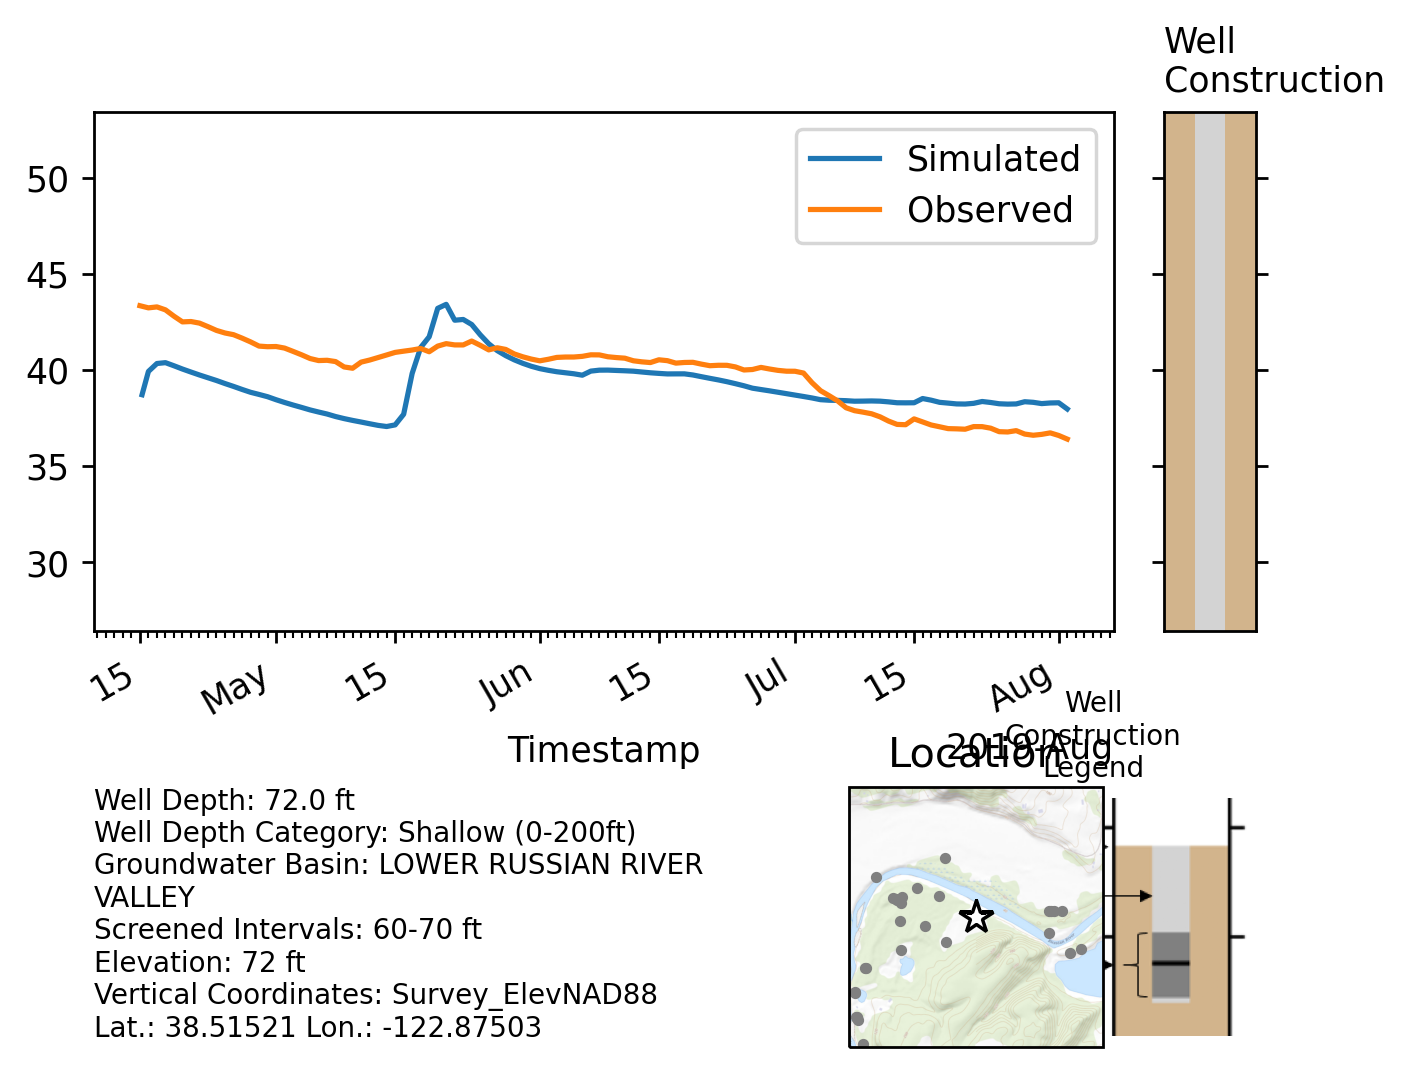 Well
Construction
Simulated
Observed
50
45
40
35
30
15
May
15
Jun
15
Jul
15
Aug
Timestamp
2019-Aug
Location
Well
Construction
Legend
Well Depth: 72.0 ft
Well Depth Category: Shallow (0-200ft)
Groundwater Basin: LOWER RUSSIAN RIVER
VALLEY
Screened Intervals: 60-70 ft
Elevation: 72 ft
Vertical Coordinates: Survey_ElevNAD88
Lat.: 38.51521 Lon.: -122.87503